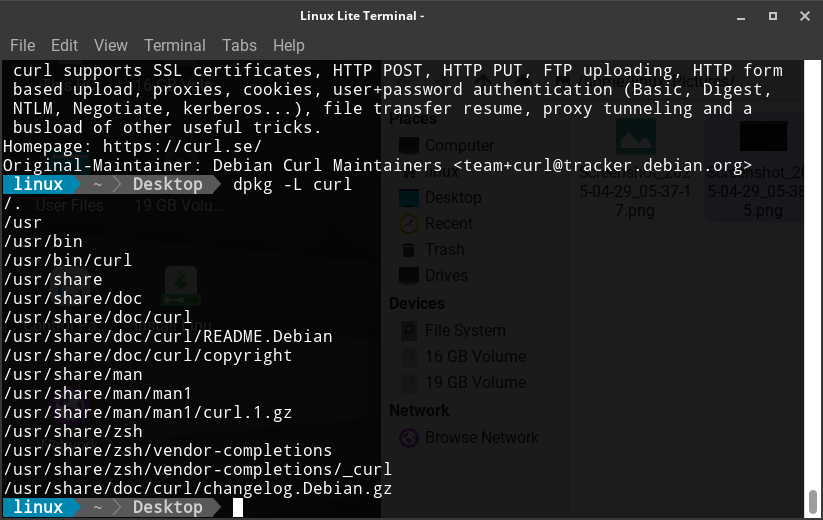 Linux Lite Terminal -
File Edit View Terminal Tabs Help
curl supports SSL certificates, HTTP POST, HTTP PUT, FTP uploading, HTTP form
based upload, proxies, cookies, user+password authentication (Basic, Digest,
NTLM, Negotiate, kerberos...), file transfer resume, proxy tunneling and a
busload of other useful tricks.
Homepage: https://curl.se/
Original-Maintainer: Debian Curl Maintainers <team+curl@tracker.debian.org>
linux ~ Desktop dpkg -L curl
/.
/usr
/usr/bin
/usr/bin/curl
/usr/share
/usr/share/doc
/usr/share/doc/curl
/usr/share/doc/curl/README.Debian
/usr/share/doc/curl/copyright
/usr/share/man
/usr/share/man/man1
/usr/share/man/man1/curl.1.gz
/usr/share/zsh
/usr/share/zsh/vendor-completions
/usr/share/zsh/vendor-completions/_curl
/usr/share/doc/curl/changelog.Debian.gz
linux ~ Desktop
User Files
19 GB Volu...
Places
Computer
linux
Desktop
Recent
Trash
Drives
Devices
File System
16 GB Volume
19 GB Volume
Network
Browse Network
Screenshot_202
5-04-29_05-37-1
7.png
5-04-29_05-38
5.png